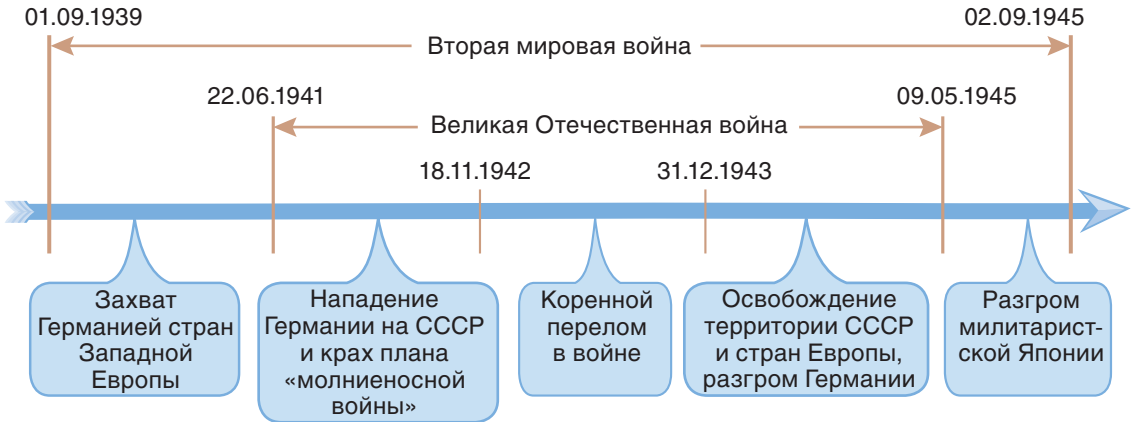 01.09.1939
02.09.1945
Вторая мировая война
22.06.1941
09.05.1945
Великая Отечественная война
18.11.1942
31.12.1943
Захват
Германией стран
Западной
Европы
Нападение
Германии на СССР
и крах плана
«молниеносной
войны»
Коренной
перелом
в войне
Освобождение
территории СССР
и стран Европы,
разгром Германии
Разгром
милитарист-
ской Японии